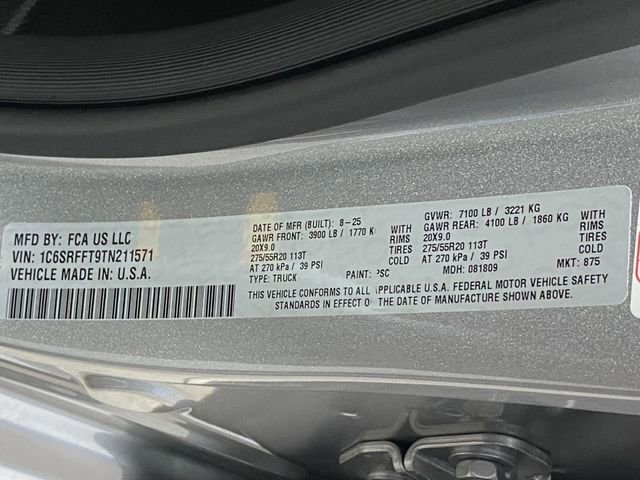 MFD BY: FCA US LLC
VIN: 1C6SRFFT9TN211571
VEHICLE MADE IN U.S.A.
DATE OF MFR (BUILT): 8-25
GAWR FRONT: 3900 LB / 1770 K WITH
20X9.0 RIMS
275/55R20 113T TIRES
AT 270 kPa / 39 PSI COLD
TYPE: TRUCK PAINT: PSC
GVWR: 7100 LB / 3221 KG
GAWR REAR: 4100 LB / 1860 KG WITH
20X9.0 RIMS
275/55R20 113T TIRES
AT 270 kPa / 39 PSI COLD
MDH: 081809 MKT: 875
THIS VEHICLE CONFORMS TO ALL APPLICABLE U.S.A. FEDERAL MOTOR VEHICLE SAFETY
STANDARDS IN EFFECT O THE DATE OF MANUFACTURE SHOWN ABOVE.